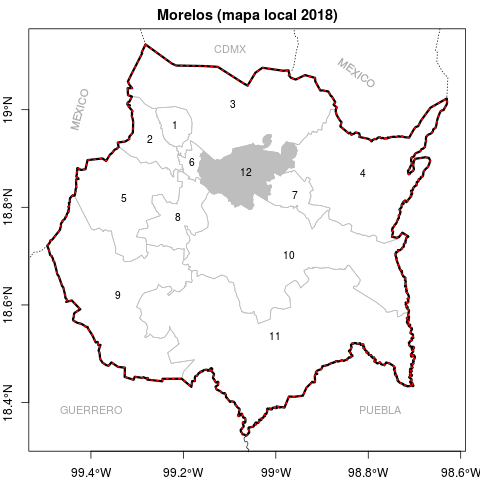 Morelos (mapa local 2018)
CDMX
MEXICO
MEXICO
3
1
2
6
12
4
5
7
8
10
9
11
GUERRERO
PUEBLA
19°N
18.8°N
18.6°N
18.4°N
99.4°W
99.2°W
99°W
98.8°W
98.6°W